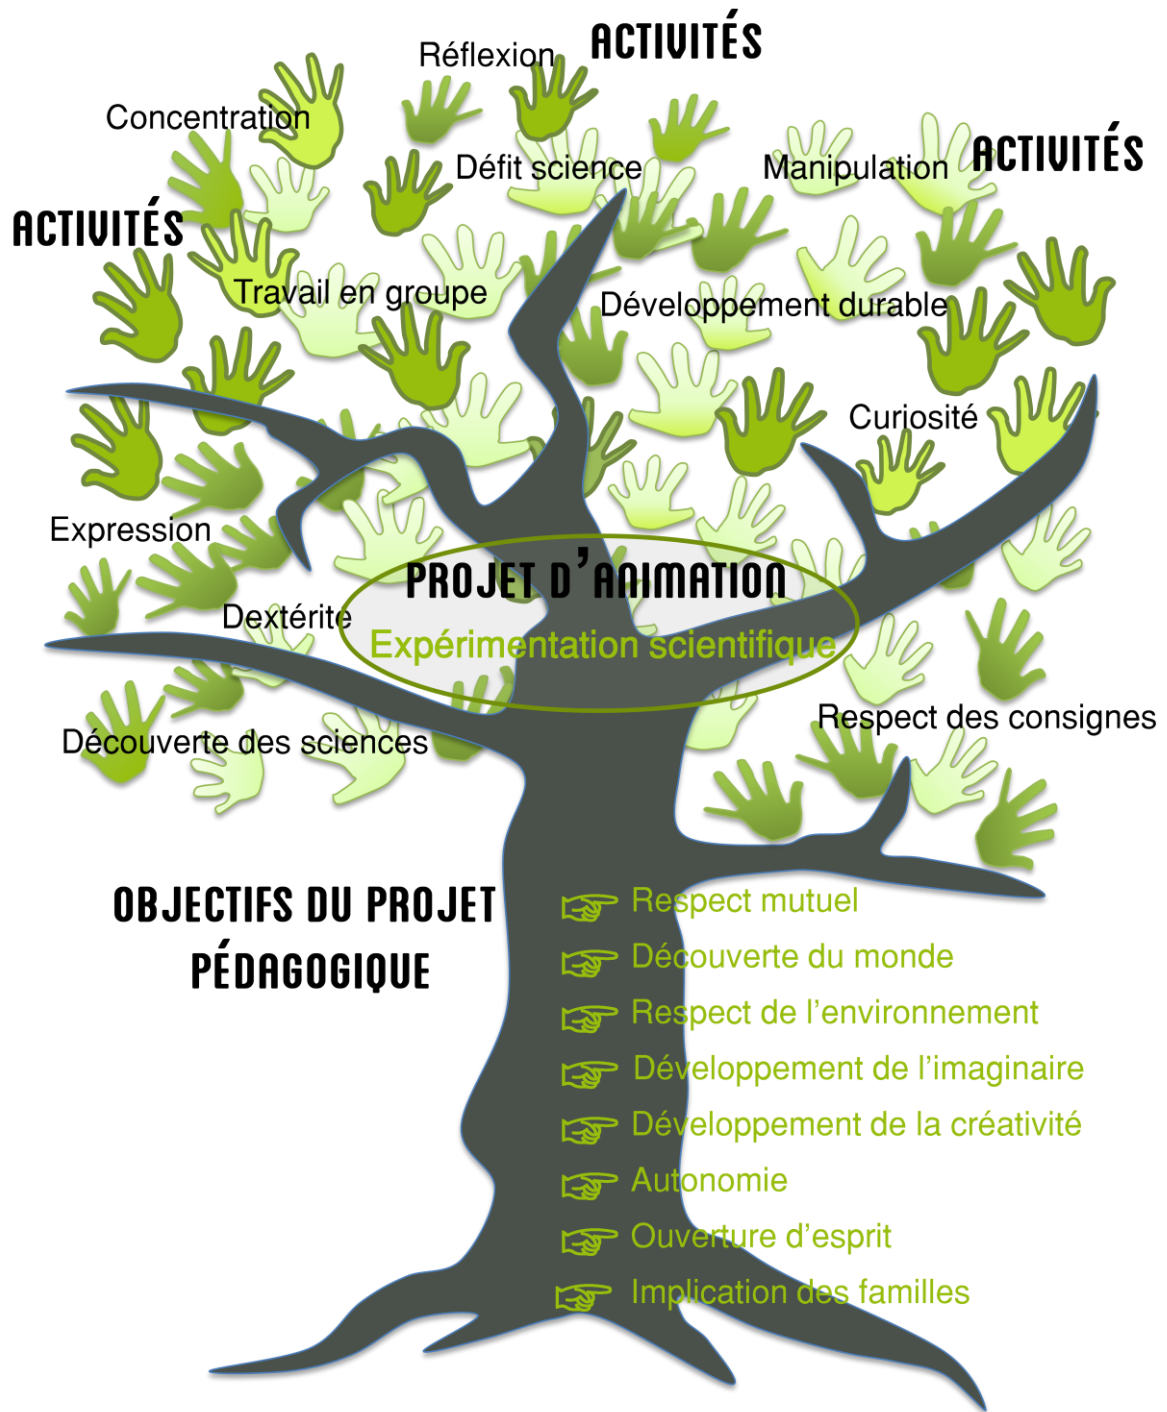 ACTIVITÉS
Réflexion
Concentration
ACTIVITÉS
Défit science
Manipulation
ACTIVITÉS
Travail en groupe
Développement durable
Curiosité
Expression
PROJET D’ANIMATION
Dextérité
Expérimentation scientifique
Respect des consignes
Découverte des sciences
OBJECTIFS DU PROJET
PÉDAGOGIQUE
Respect mutuel
Découverte du monde
Respect de l’environnement
Développement de l’imaginaire
Développement de la créativité
Autonomie
Ouverture d’esprit
Implication des familles